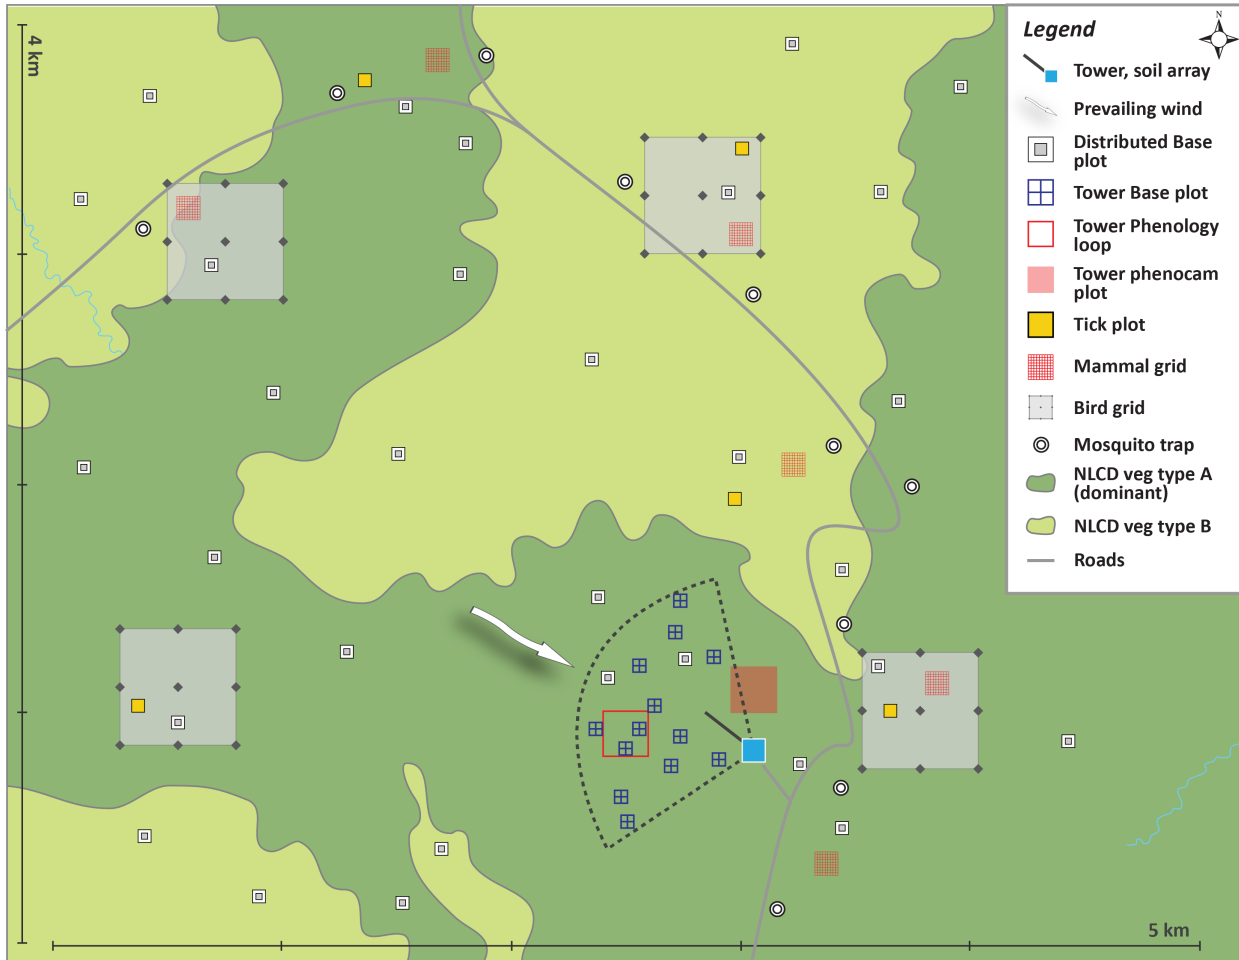 4 km
Legend
N
Tower, soil array
Prevailing wind
Distributed Base
plot
Tower Base plot
Tower Phenology
loop
Tower phenocam
plot
Tick plot
Mammal grid
Bird grid
Mosquito trap
NLCD veg type A
(dominant)
NLCD veg type B
Roads
5 km